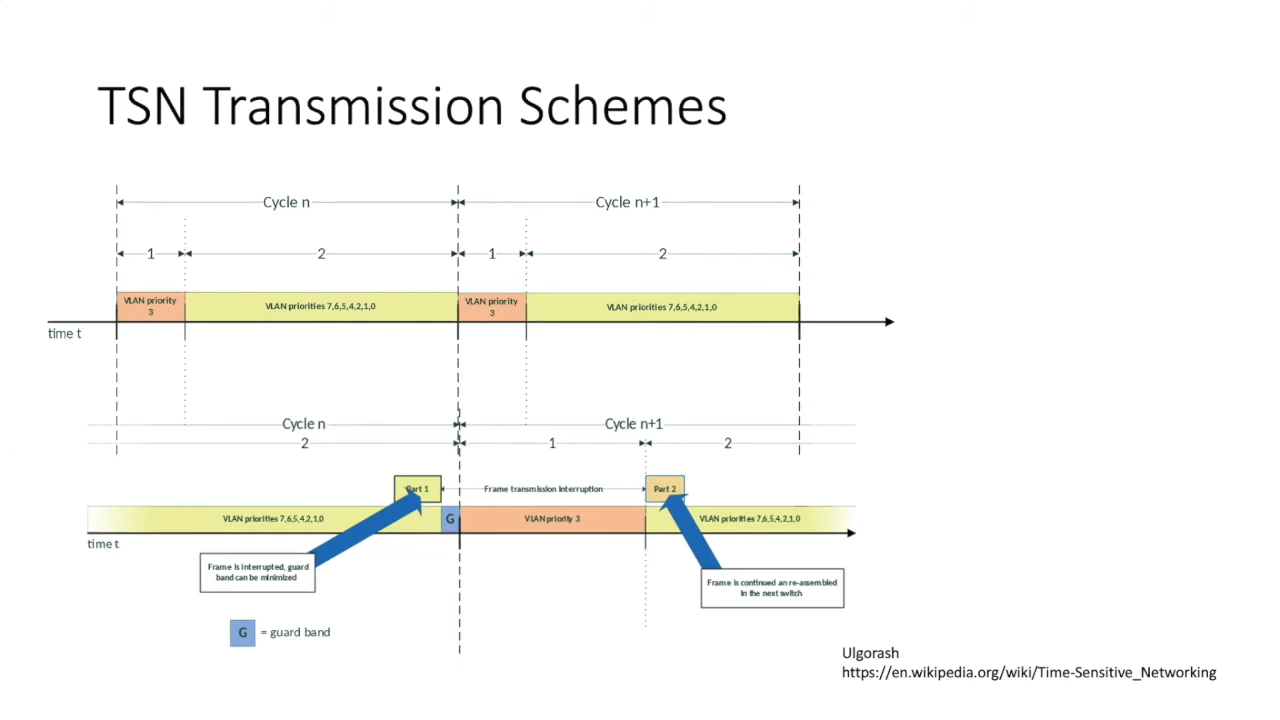 TSN Transmission Schemes
Cycle n
Cycle n+1
1
2
1
2
VLAN priority
3
VLAN priorities 7,6,5,4,2,1,0
VLAN priority
3
VLAN priorities 7,6,5,4,2,1,0
time t
Cycle n
Cycle n+1
2
1
2
Part 1
Frame transmission interruption
Part 2
VLAN priorities 7,6,5,4,2,1,0
G
VLAN priority 3
VLAN priorities 7,6,5,4,2,1,0
time t
Frame is interrupted, guard
band can be minimized
Frame is continued an re-assembled
in the next switch
G = guard band
Ulgorash
https://en.wikipedia.org/wiki/Time-Sensitive_Networking